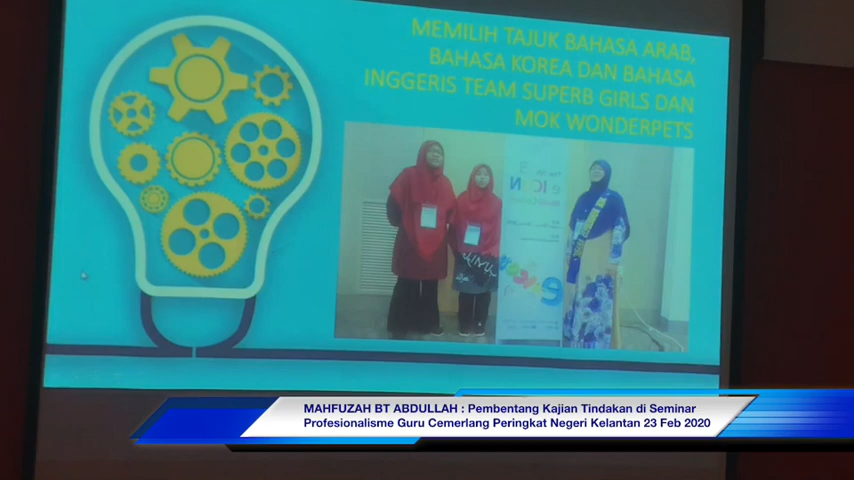 MEMILIH TAJUK BAHASA ARAB,
BAHASA KOREA DAN BAHASA
INGGERIS TEAM SUPERB GIRLS DAN
MOK WONDERPETS
MAHFUZAH BT ABDULLAH : Pembentang Kajian Tindakan di Seminar
Profesionalisme Guru Cemerlang Peringkat Negeri Kelantan 23 Feb 2020